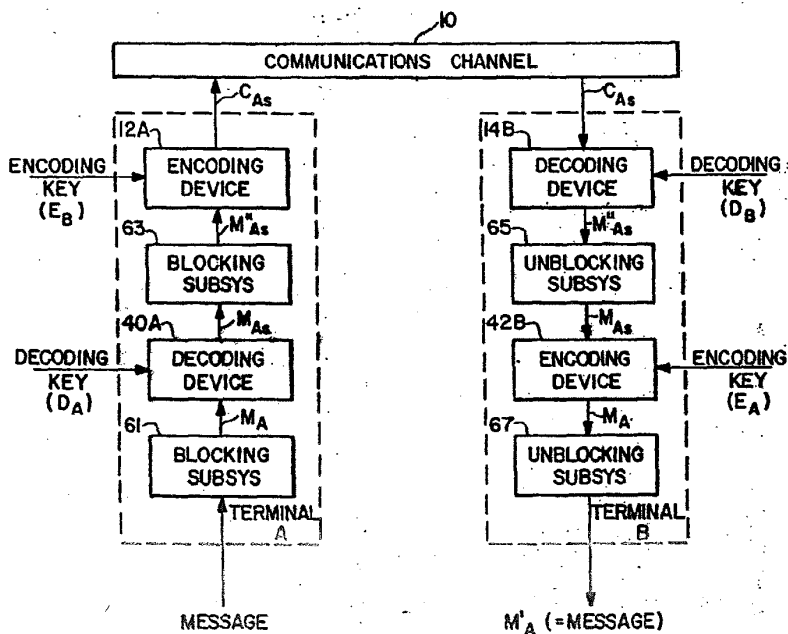 10
COMMUNICATIONS CHANNEL
C_As
C_As
12A
14B
ENCODING
KEY
(E_B)
ENCODING
DEVICE
DECODING
DEVICE
DECODING
KEY
(D_B)
M"_As
M"_As
63
65
BLOCKING
SUBSYS
UNBLOCKING
SUBSYS
M_As
M_As
40A
42B
DECODING
KEY
(D_A)
DECODING
DEVICE
ENCODING
DEVICE
ENCODING
KEY
(E_A)
M_A
M_A
61
67
BLOCKING
SUBSYS
UNBLOCKING
SUBSYS
TERMINAL
A
TERMINAL
B
MESSAGE
M'_A (=MESSAGE)